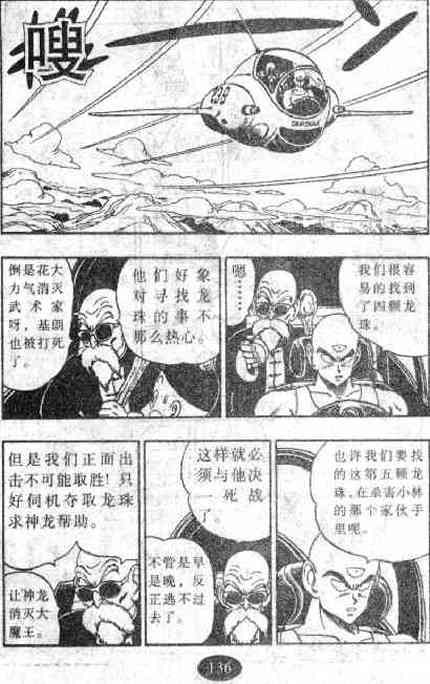 嗖
我们很容
易的找到
了四颗龙
珠。
嗯……
他们好象
对寻找龙
珠的事不
那么热心。
倒是花大
力气消灭
武术家
呀，基朗
也被打死
了。
也许我们要找
的这第五颗龙
珠，在杀害小林
的那个家伙手
里呢。
这样就必
须与他决
一死战
了。
不管是早
是晚，反
正逃不过
去了。
但是我们正面出
击不可能取胜！只
好伺机夺取龙珠
求神龙帮助。
让神龙
消灭大
魔王。
136